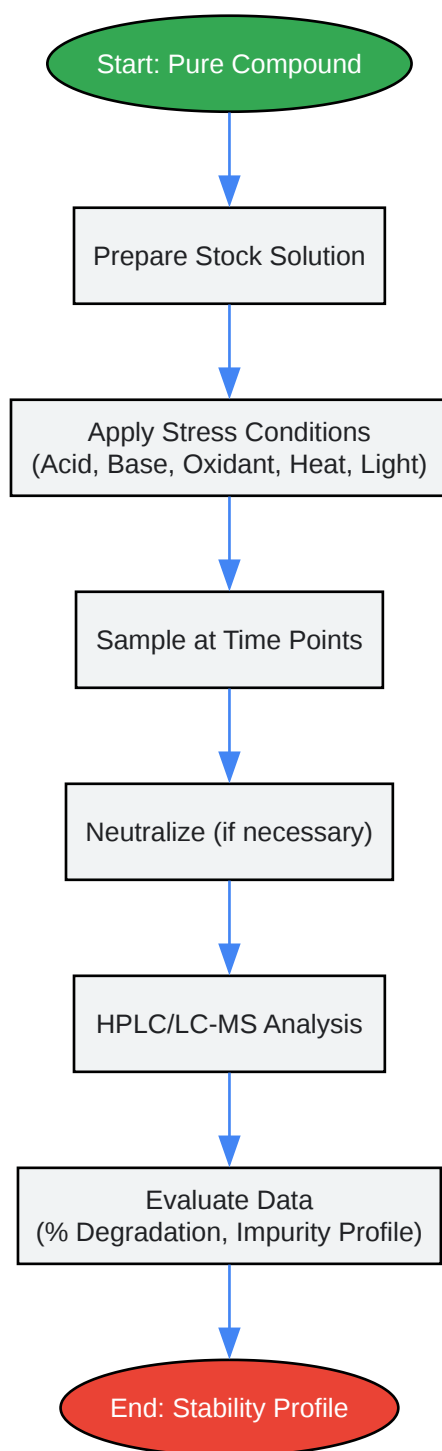 Start: Pure Compound
Prepare Stock Solution
Apply Stress Conditions
(Acid, Base, Oxidant, Heat, Light)
Sample at Time Points
Neutralize (if necessary)
HPLC/LC-MS Analysis
Evaluate Data
(% Degradation, Impurity Profile)
End: Stability Profile